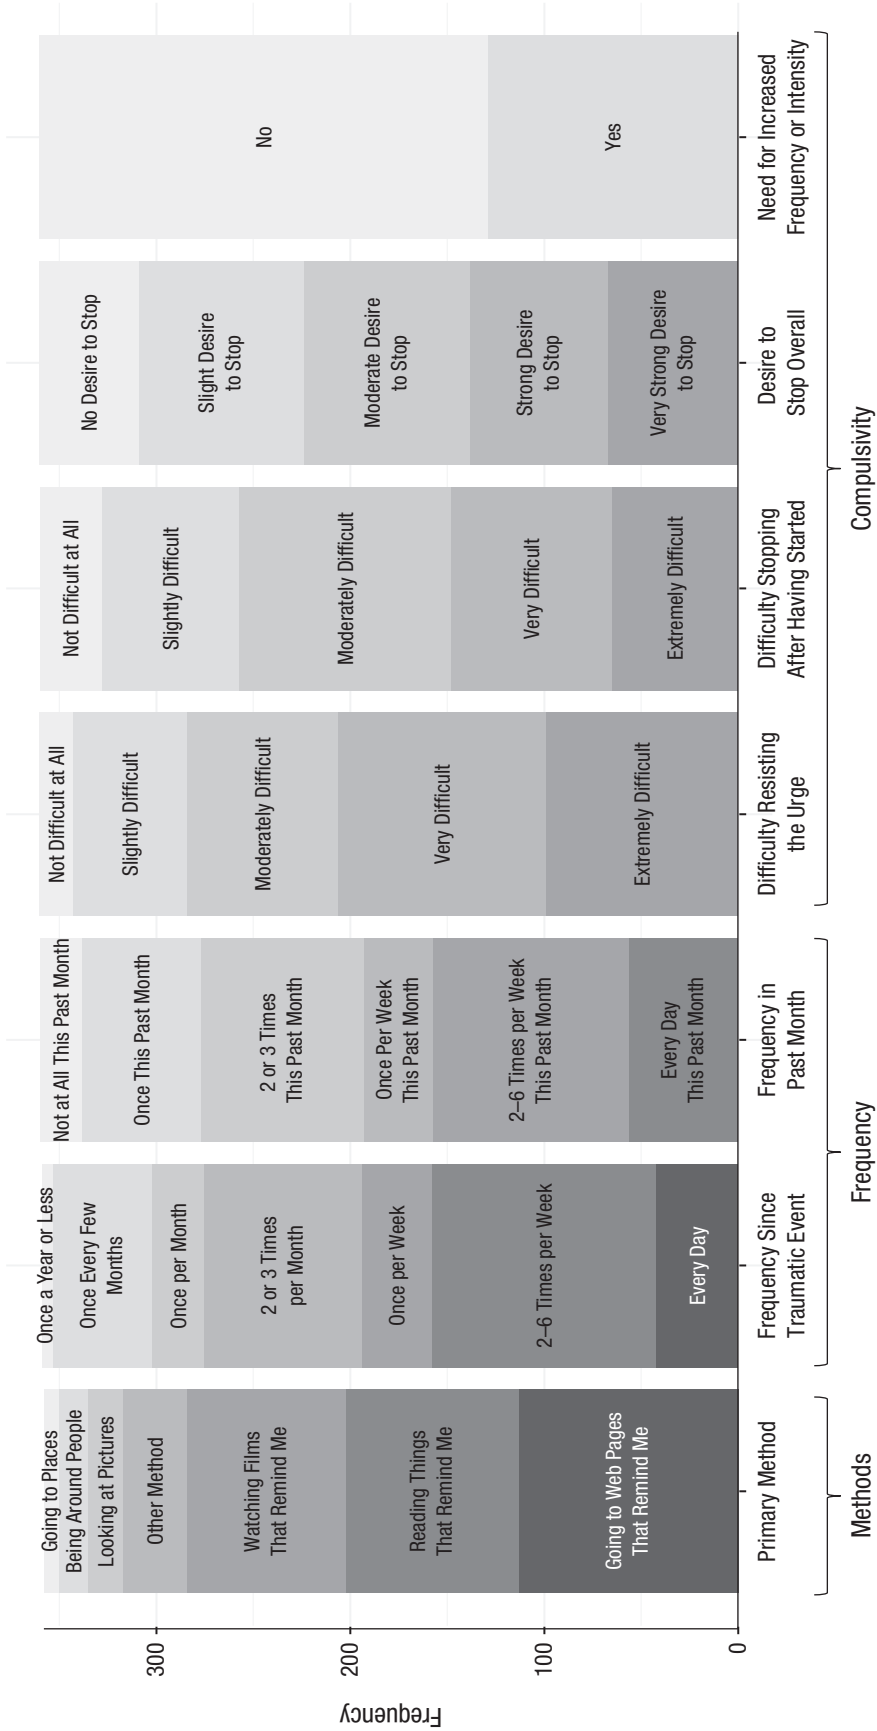 Frequency
300
200
100
0
Going to Places
Being Around People
Looking at Pictures
Other Method
Watching Films
That Remind Me
Reading Things
That Remind Me
Going to Web Pages
That Remind Me
Primary Method
Once a Year or Less
Once Every Few
Months
Once per Month
2 or 3 Times
per Month
Once per Week
2–6 Times per Week
Every Day
Frequency Since
Traumatic Event
Not at All This Past Month
Once This Past Month
2 or 3 Times
This Past Month
Once Per Week
This Past Month
2–6 Times per Week
This Past Month
Every Day
This Past Month
Frequency in
Past Month
Not Difficult at All
Slightly Difficult
Moderately Difficult
Very Difficult
Extremely Difficult
Difficulty Resisting
the Urge
Not Difficult at All
Slightly Difficult
Moderately Difficult
Very Difficult
Extremely Difficult
Difficulty Stopping
After Having Started
No Desire to Stop
Slight Desire
to Stop
Moderate Desire
to Stop
Strong Desire
to Stop
Very Strong Desire
to Stop
Desire to
Stop Overall
No
Yes
Need for Increased
Frequency or Intensity
Methods
Frequency
Compulsivity